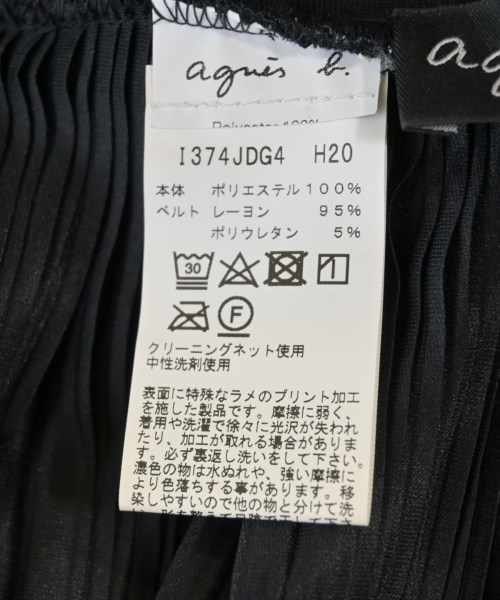 agnès b.
Polyester 100%
I374JDG4 H20
本体 ポリエステル 100%
ベルト レーヨン 95%
ポリウレタン 5%
30
F
クリーニングネット使用
中性洗剤使用
表面に特殊なラメのプリント加工
を施した製品です。摩擦に弱く、
着用や洗濯で徐々に光沢が失われ
たり、加工が取れる場合がありま
す。必ず裏返し洗いをして下さい。
濃色の物は水ぬれや、強い摩擦に
より色落ちする事があります。移
染しやすいので他の物と分けて洗
ag